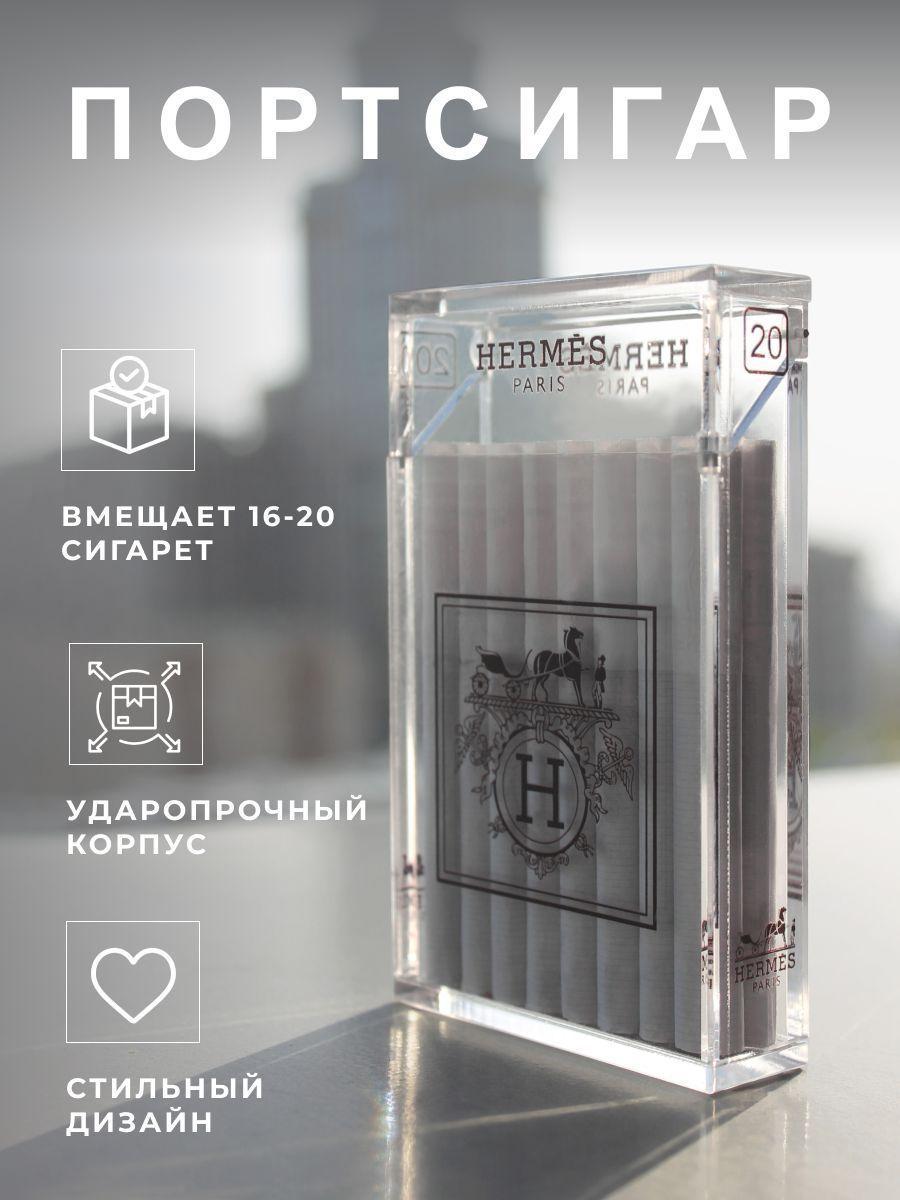 ПОРТСИГАР
HERMÈS
PARIS
20
ВМЕЩАЕТ 16-20
СИГАРЕТ
H
УДАРОПРОЧНЫЙ
КОРПУС
HERMÈS
PARIS
СТИЛЬНЫЙ
ДИЗАЙН